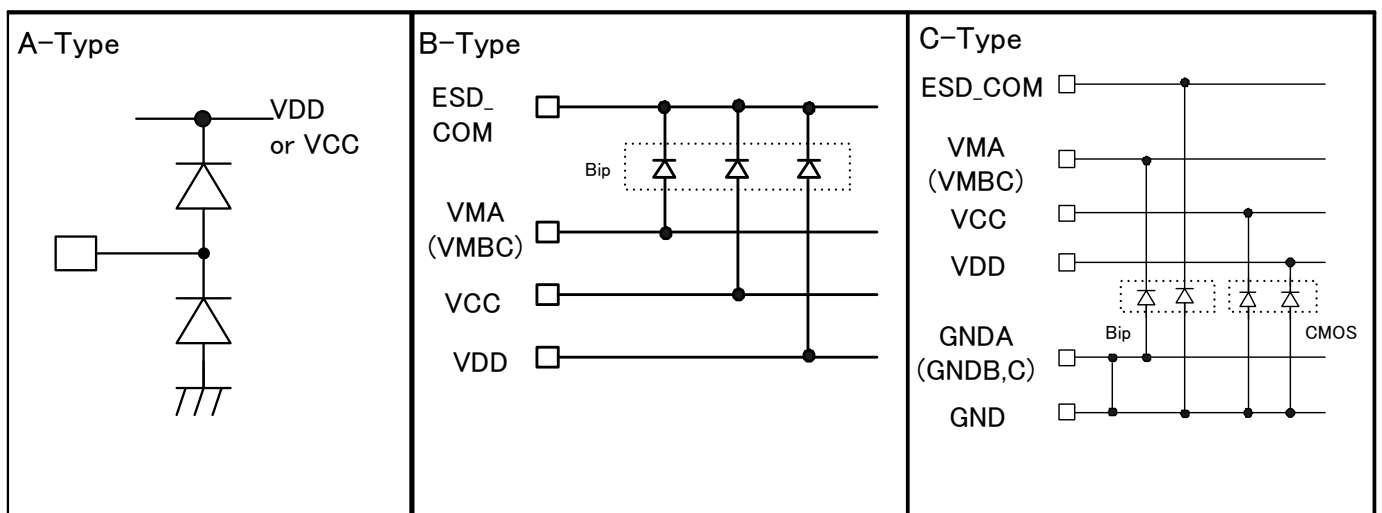 A-Type
VDD
or VCC
B-Type
ESD_
COM
Bip
VMA
(VMBC)
VCC
VDD
C-Type
ESD_COM
VMA
(VMBC)
VCC
VDD
Bip
CMOS
GNDA
(GNDB,C)
GND